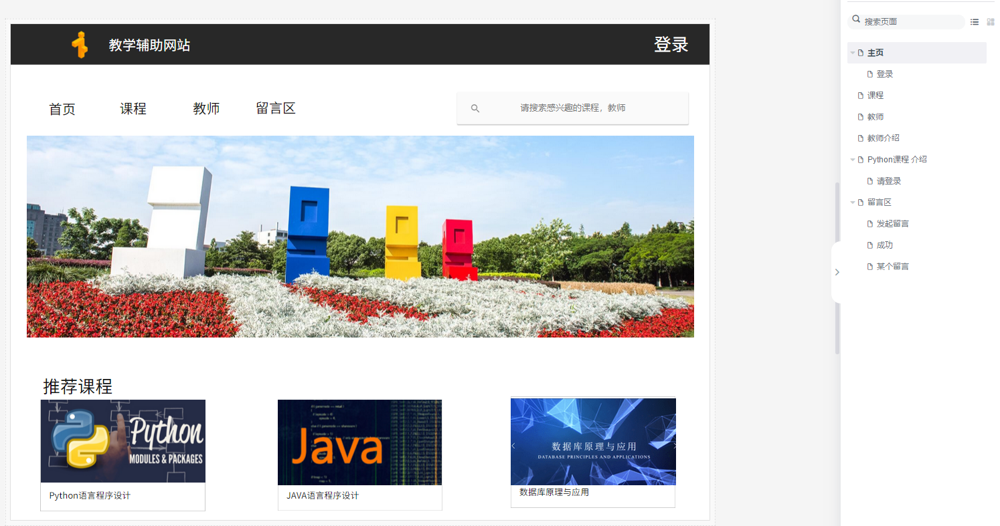 教学辅助网站
登录
首页
课程
教师
留言区
请搜索感兴趣的课程，教师
推荐课程
Python
MODULES & PACKAGES
Python语言程序设计
Java
JAVA语言程序设计
数据库原理与应用
DATABASE PRINCIPLES AND APPLICATIONS
数据库原理与应用
搜索页面
主页
登录
课程
教师
教师介绍
Python课程 介绍
请登录
留言区
发起留言
成功
某个留言